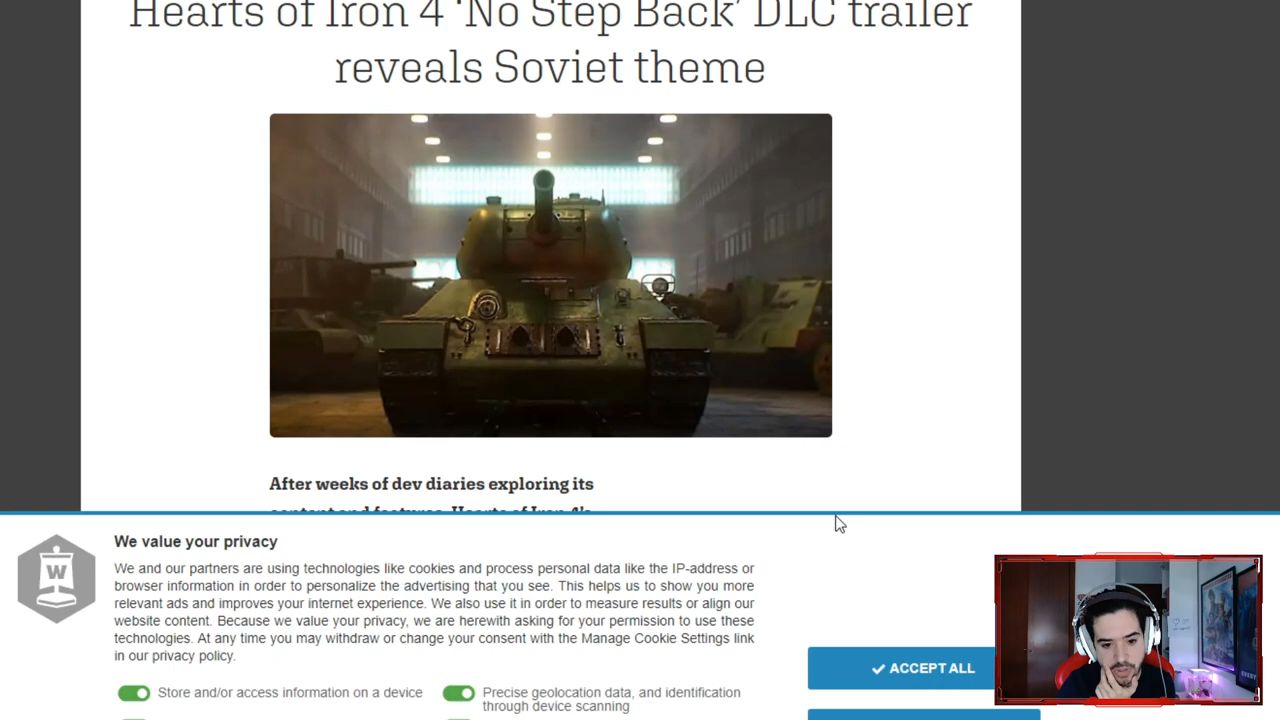 Hearts of Iron 4 ‘No Step Back’ DLC trailer
reveals Soviet theme
After weeks of dev diaries exploring its
content and features, Hearts of Iron 4’s
We value your privacy
We and our partners are using technologies like cookies and process personal data like the IP-address or
browser information in order to personalize the advertising that you see. This helps us to show you more
relevant ads and improves your internet experience. We also use it in order to measure results or align our
website content. Because we value your privacy, we are herewith asking for your permission to use these
technologies. At any time you may withdraw or change your consent with the Manage Cookie Settings link
in our privacy policy.
W
ACCEPT ALL
Store and/or access information on a device
Precise geolocation data, and identification
through device scanning